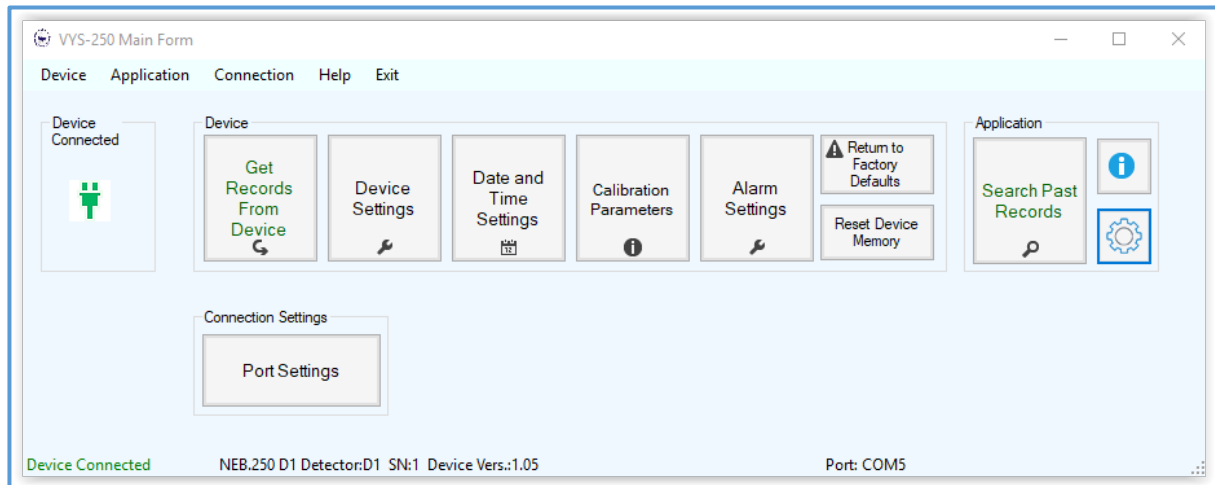 VYS-250 Main Form
Device Application Connection Help Exit
Device
Connected
Device
Get
Records
From
Device
Device
Settings
Date and
Time
Settings
12
Calibration
Parameters
Alarm
Settings
Return to
Factory
Defaults
Reset Device
Memory
Application
Search Past
Records
Connection Settings
Port Settings
Device Connected NEB.250 D1 Detector:D1 SN:1 Device Vers.:1.05 Port: COM5